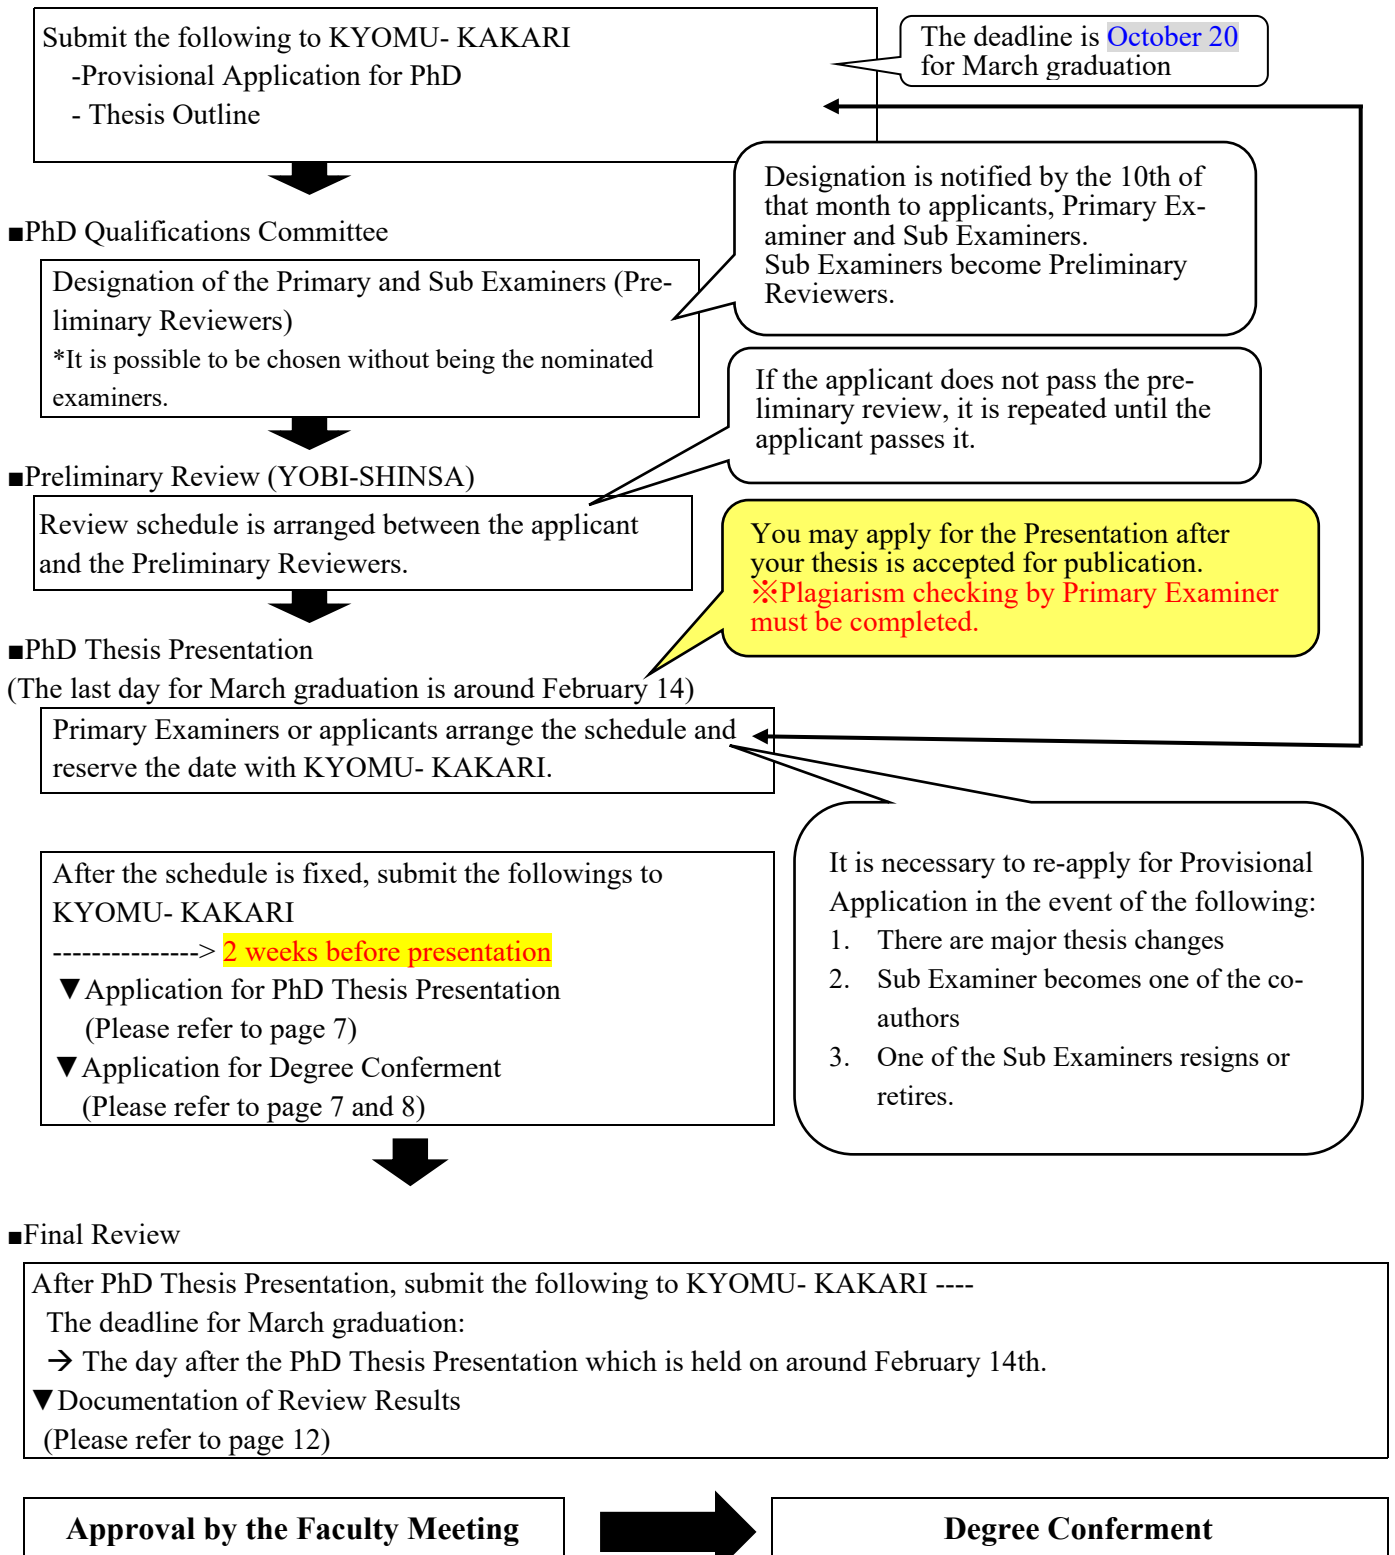 Submit the following to KYOMU- KAKARI
-Provisional Application for PhD
- Thesis Outline
The deadline is October 20
for March graduation
Designation is notified by the 10th of
that month to applicants, Primary Ex-
aminer and Sub Examiners.
Sub Examiners become Preliminary
Reviewers.
■PhD Qualifications Committee
Designation of the Primary and Sub Examiners (Pre-
liminary Reviewers)
*It is possible to be chosen without being the nominated
examiners.
If the applicant does not pass the pre-
liminary review, it is repeated until the
applicant passes it.
■Preliminary Review (YOBI-SHINSA)
Review schedule is arranged between the applicant
and the Preliminary Reviewers.
You may apply for the Presentation after
your thesis is accepted for publication.
※Plagiarism checking by Primary Examiner
must be completed.
■PhD Thesis Presentation
(The last day for March graduation is around February 14)
Primary Examiners or applicants arrange the schedule and
reserve the date with KYOMU- KAKARI.
After the schedule is fixed, submit the followings to
KYOMU- KAKARI
----------------> 2 weeks before presentation
▼Application for PhD Thesis Presentation
(Please refer to page 7)
▼Application for Degree Conferment
(Please refer to page 7 and 8)
It is necessary to re-apply for Provisional
Application in the event of the following:
1. There are major thesis changes
2. Sub Examiner becomes one of the co-
authors
3. One of the Sub Examiners resigns or
retires.
■Final Review
After PhD Thesis Presentation, submit the following to KYOMU- KAKARI ----
The deadline for March graduation:
→ The day after the PhD Thesis Presentation which is held on around February 14th.
▼Documentation of Review Results
(Please refer to page 12)
Approval by the Faculty Meeting
Degree Conferment